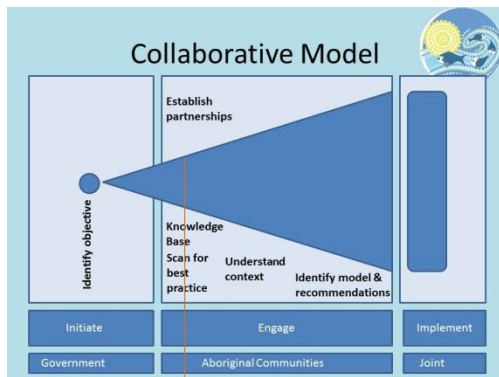 Collaborative Model
Establish
partnerships
Identify objective
Knowledge
Base
Scan for
best
practice
Understand
context
Identify model &
recommendations
Initiate
Engage
Implement
Government
Aboriginal Communities
Joint